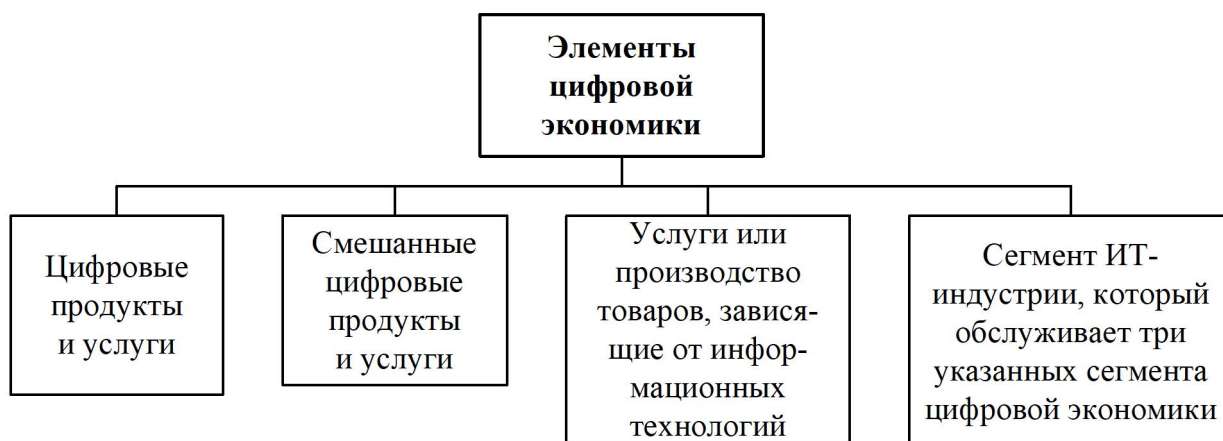 Элементы
цифровой
экономики
Цифровые
продукты
и услуги
Смешанные
цифровые
продукты
и услуги
Услуги или
производство
товаров, завися-
щие от инфор-
мационных
технологий
Сегмент ИТ-
индустрии, который
обслуживает три
указанных сегмента
цифровой экономики